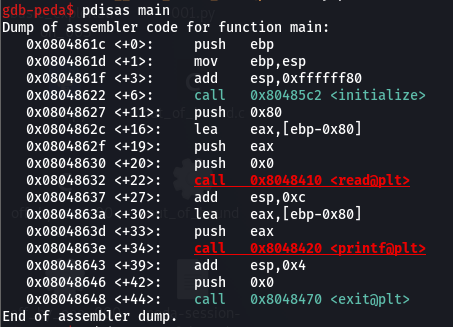 gdb-peda$ pdisas main
Dump of assembler code for function main:
0x0804861c <+0>: push ebp
0x0804861d <+1>: mov ebp,esp
0x0804861f <+3>: add esp,0xffffff80
0x08048622 <+6>: call 0x80485c2 <initialize>
0x08048627 <+11>: push 0x80
0x0804862c <+16>: lea eax,[ebp-0x80]
0x0804862f <+19>: push eax
0x08048630 <+20>: push 0x0
0x08048632 <+22>: call 0x8048410 <read@plt>
0x08048637 <+27>: add esp,0xc
0x0804863a <+30>: lea eax,[ebp-0x80]
0x0804863d <+33>: push eax
0x0804863e <+34>: call 0x8048420 <printf@plt>
0x08048643 <+39>: add esp,0x4
0x08048646 <+42>: push 0x0
0x08048648 <+44>: call 0x8048470 <exit@plt>
End of assembler dump.